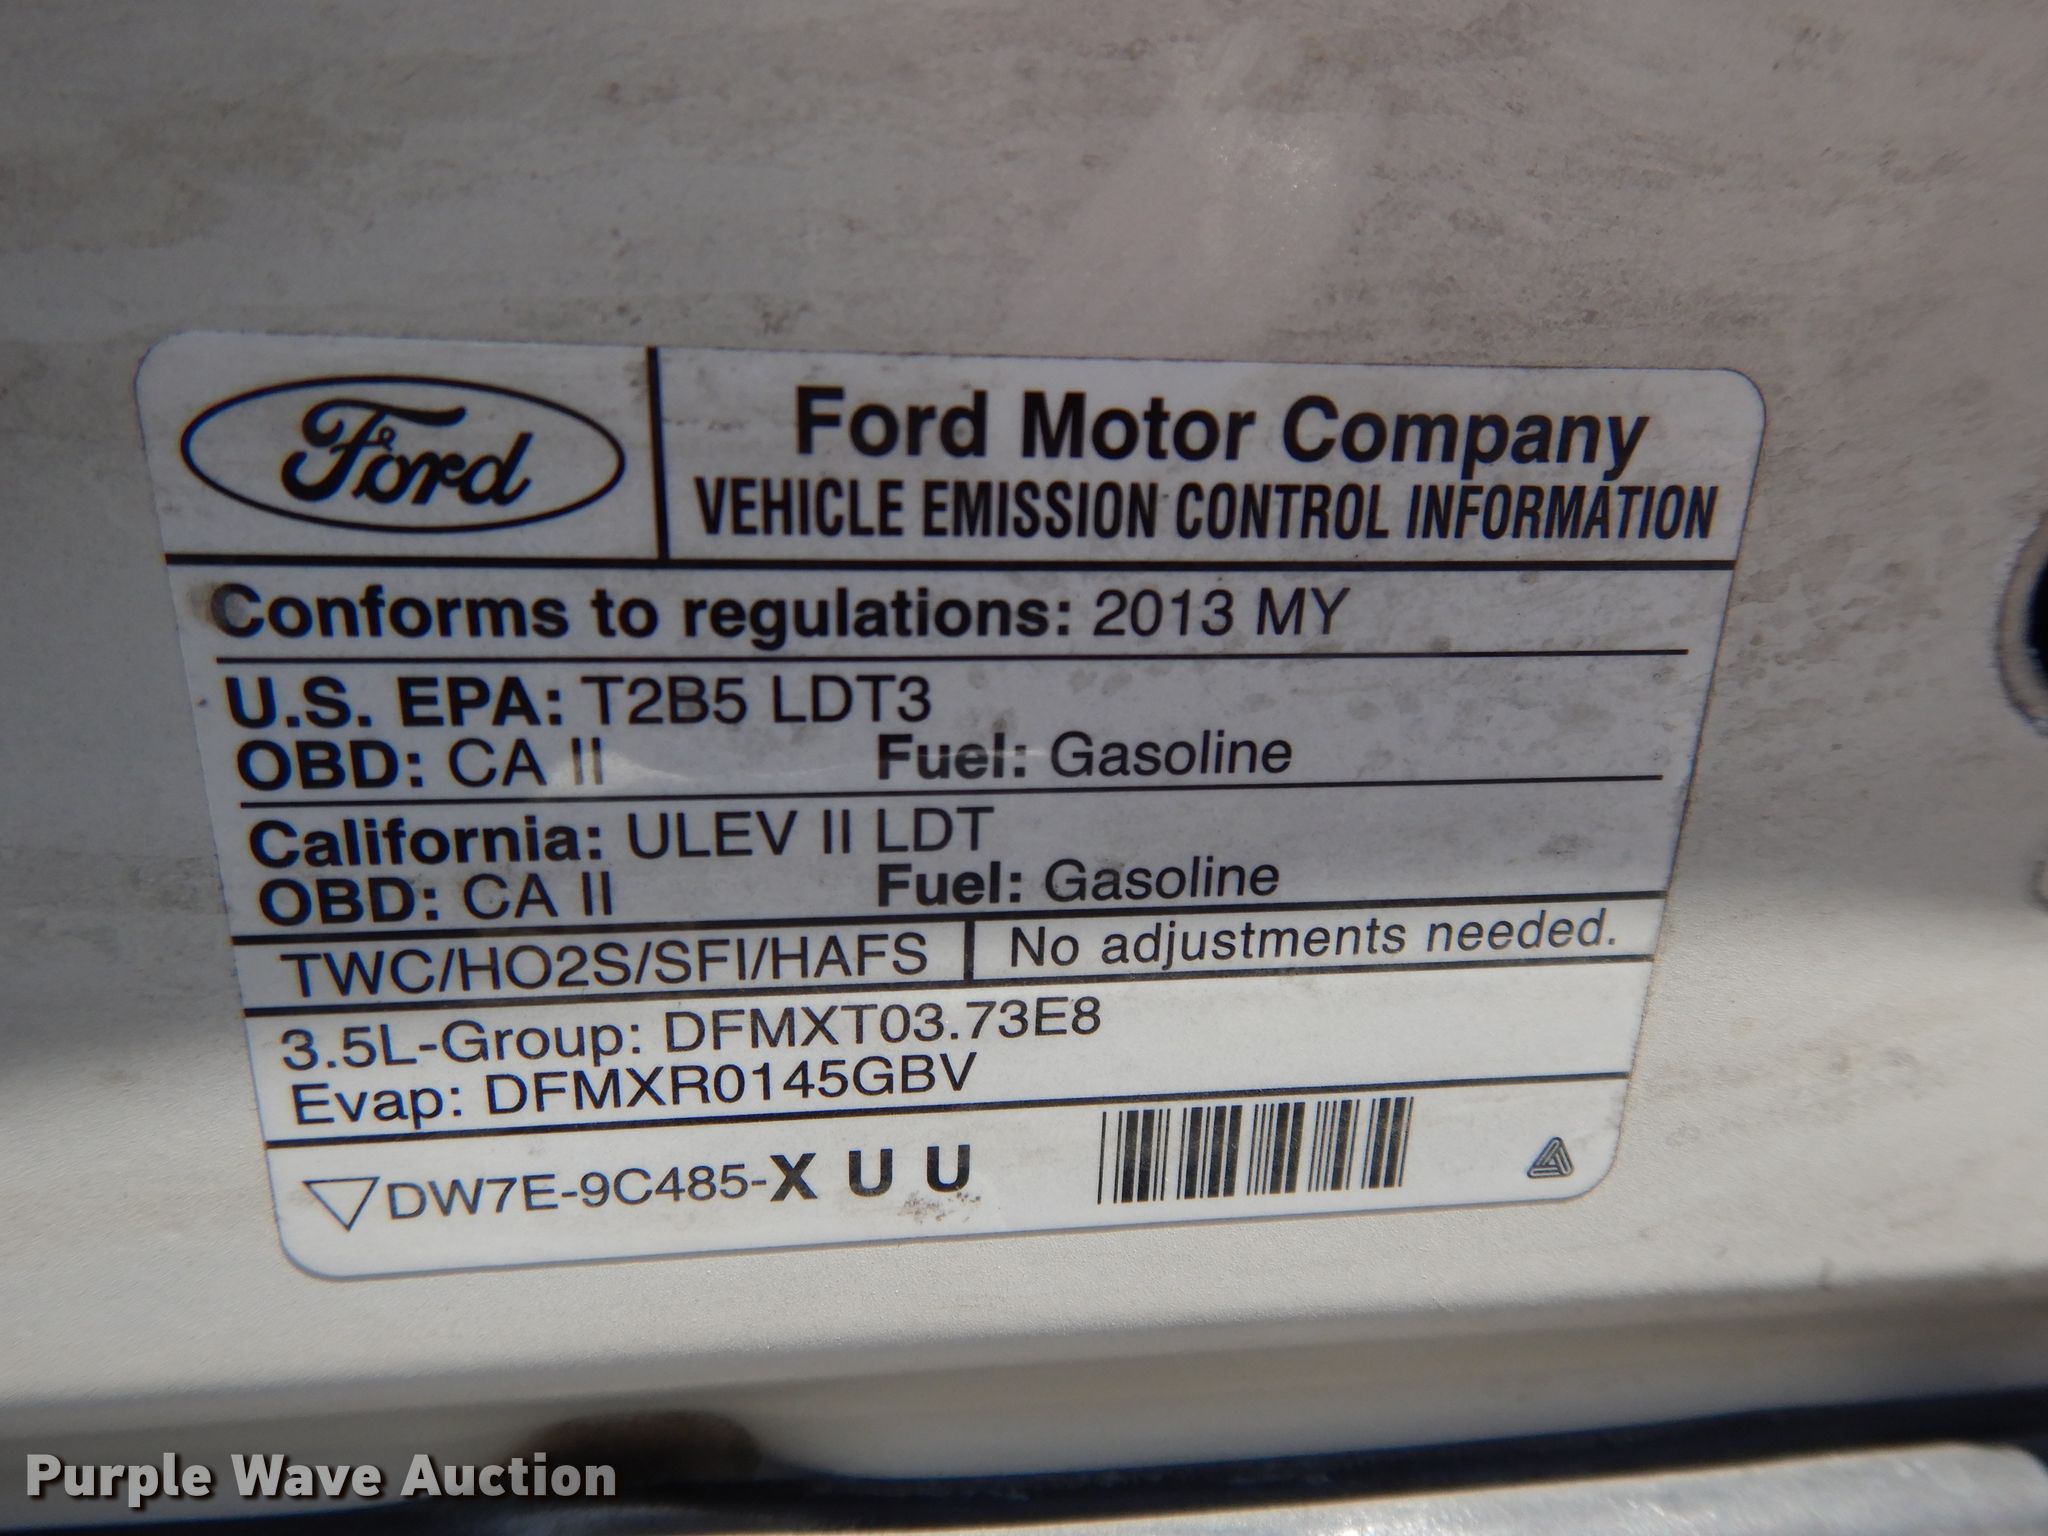 Ford
Ford Motor Company
VEHICLE EMISSION CONTROL INFORMATION
Conforms to regulations: 2013 MY
U.S. EPA: T2B5 LDT3
OBD: CA II Fuel: Gasoline
California: ULEV II LDT
OBD: CA II Fuel: Gasoline
TWC/HO2S/SFI/HAFS No adjustments needed.
3.5L-Group: DFMXT03.73E8
Evap: DFMXR0145GBV
DW7E-9C485-X U U
Purple Wave Auction